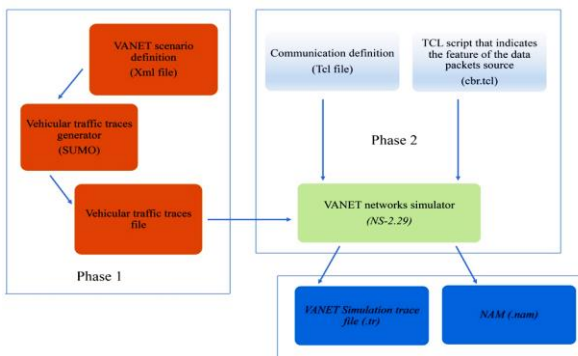 VANET scenario
definition
(Xml file)
Vehicular traffic traces
generator
(SUMO)
Vehicular traffic traces
file
Phase 1
Communication definition
(Tcl file)
TCL script that indicates
the feature of the data
packets source
(cbr.tcl)
Phase 2
VANET networks simulator
(NS-2.29)
VANET Simulation trace
file (.tr)
NAM (.nam)